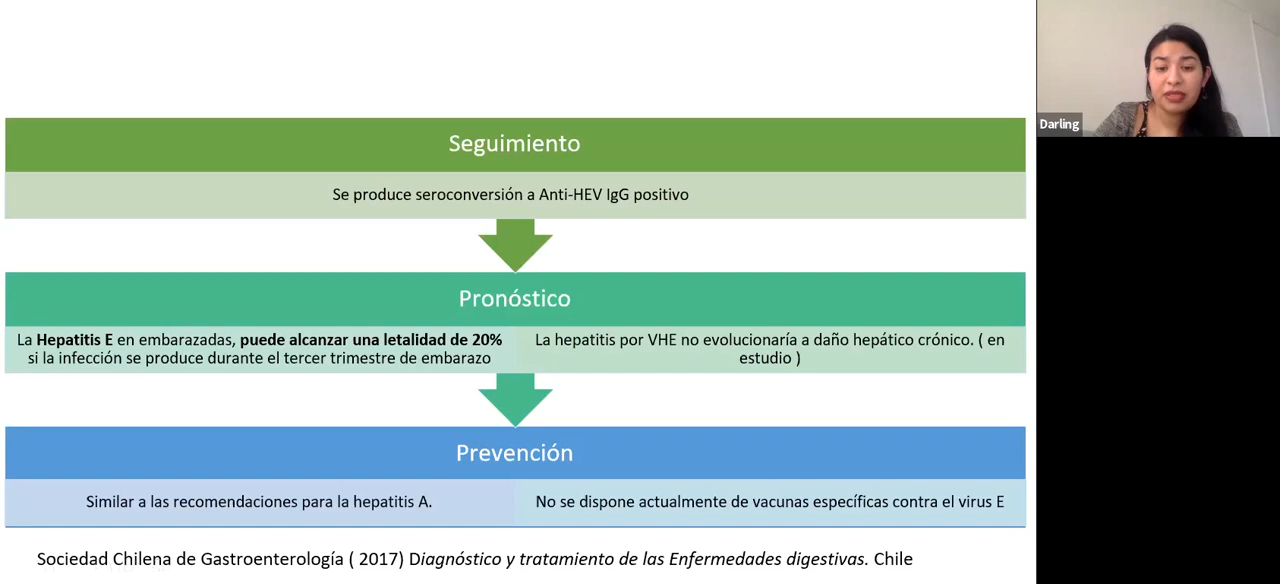 Seguimiento
Se produce seroconversión a Anti-HEV IgG positivo
Pronóstico
La Hepatitis E en embarazadas, puede alcanzar una letalidad de 20%
si la infección se produce durante el tercer trimestre de embarazo
La hepatitis por VHE no evolucionaría a daño hepático crónico. ( en
estudio )
Prevención
Similar a las recomendaciones para la hepatitis A.
No se dispone actualmente de vacunas específicas contra el virus E
Sociedad Chilena de Gastroenterología ( 2017) Diagnóstico y tratamiento de las Enfermedades digestivas. Chile
Darling